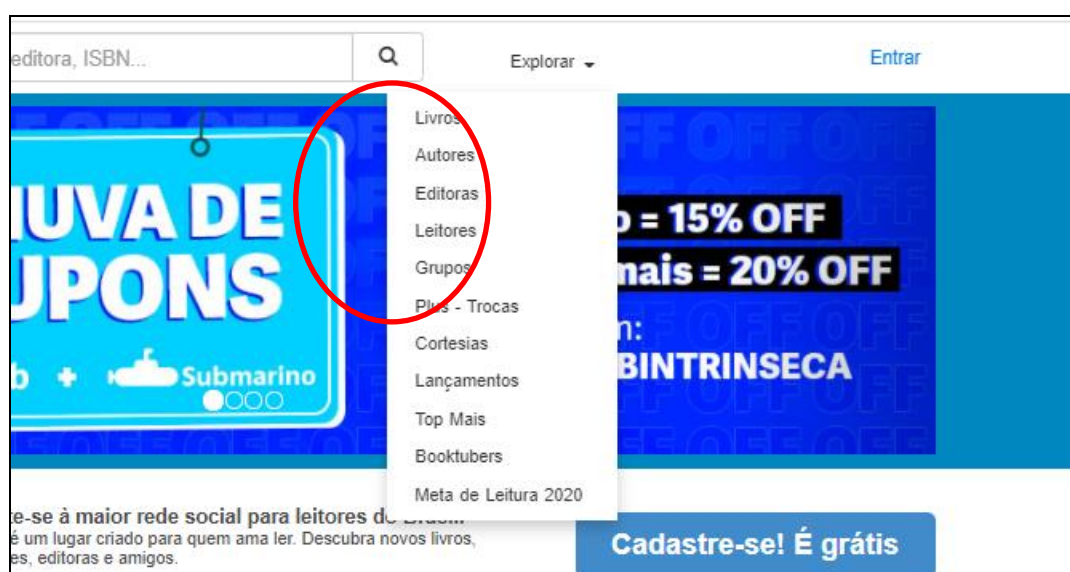 editora, ISBN...
Explorar
Entrar
Livros
Autores
Editoras
Leitores
Grupos
Plus - Trocas
Cortesias
Lançamentos
Top Mais
Booktubers
Meta de Leitura 2020
UVA DE
UPONS
b + Submarino
= 15% OFF
mais = 20% OFF
BINTRINSECA
te-se à maior rede social para leitores do
é um lugar criado para quem ama ler. Descubra novos livros,
es, editoras e amigos.
Cadastre-se! É grátis